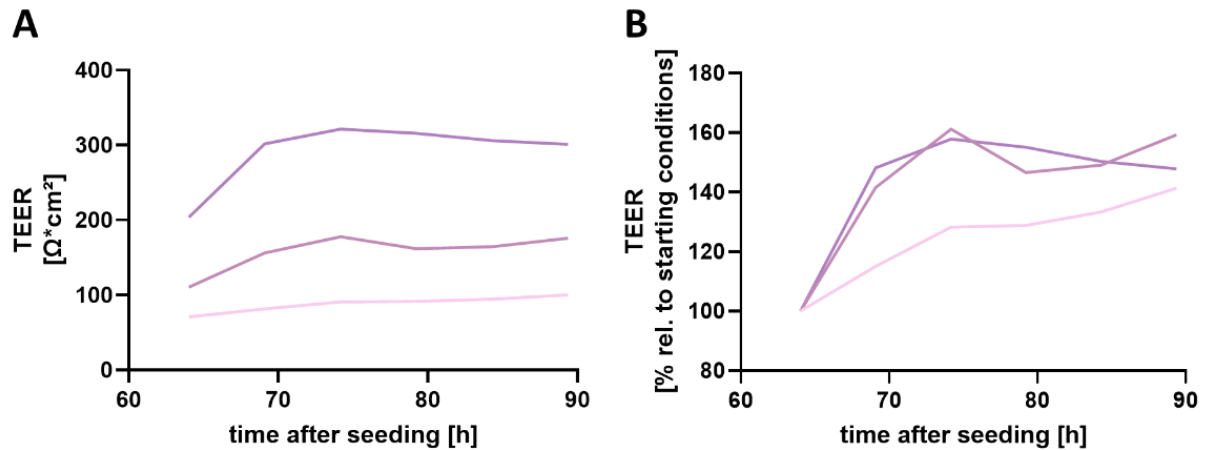 A
TEER
[Ω*cm²]
400
300
200
100
0
60
70
80
90
time after seeding [h]
B
TEER
[% rel. to starting conditions]
180
160
140
120
100
80
60
70
80
90
time after seeding [h]